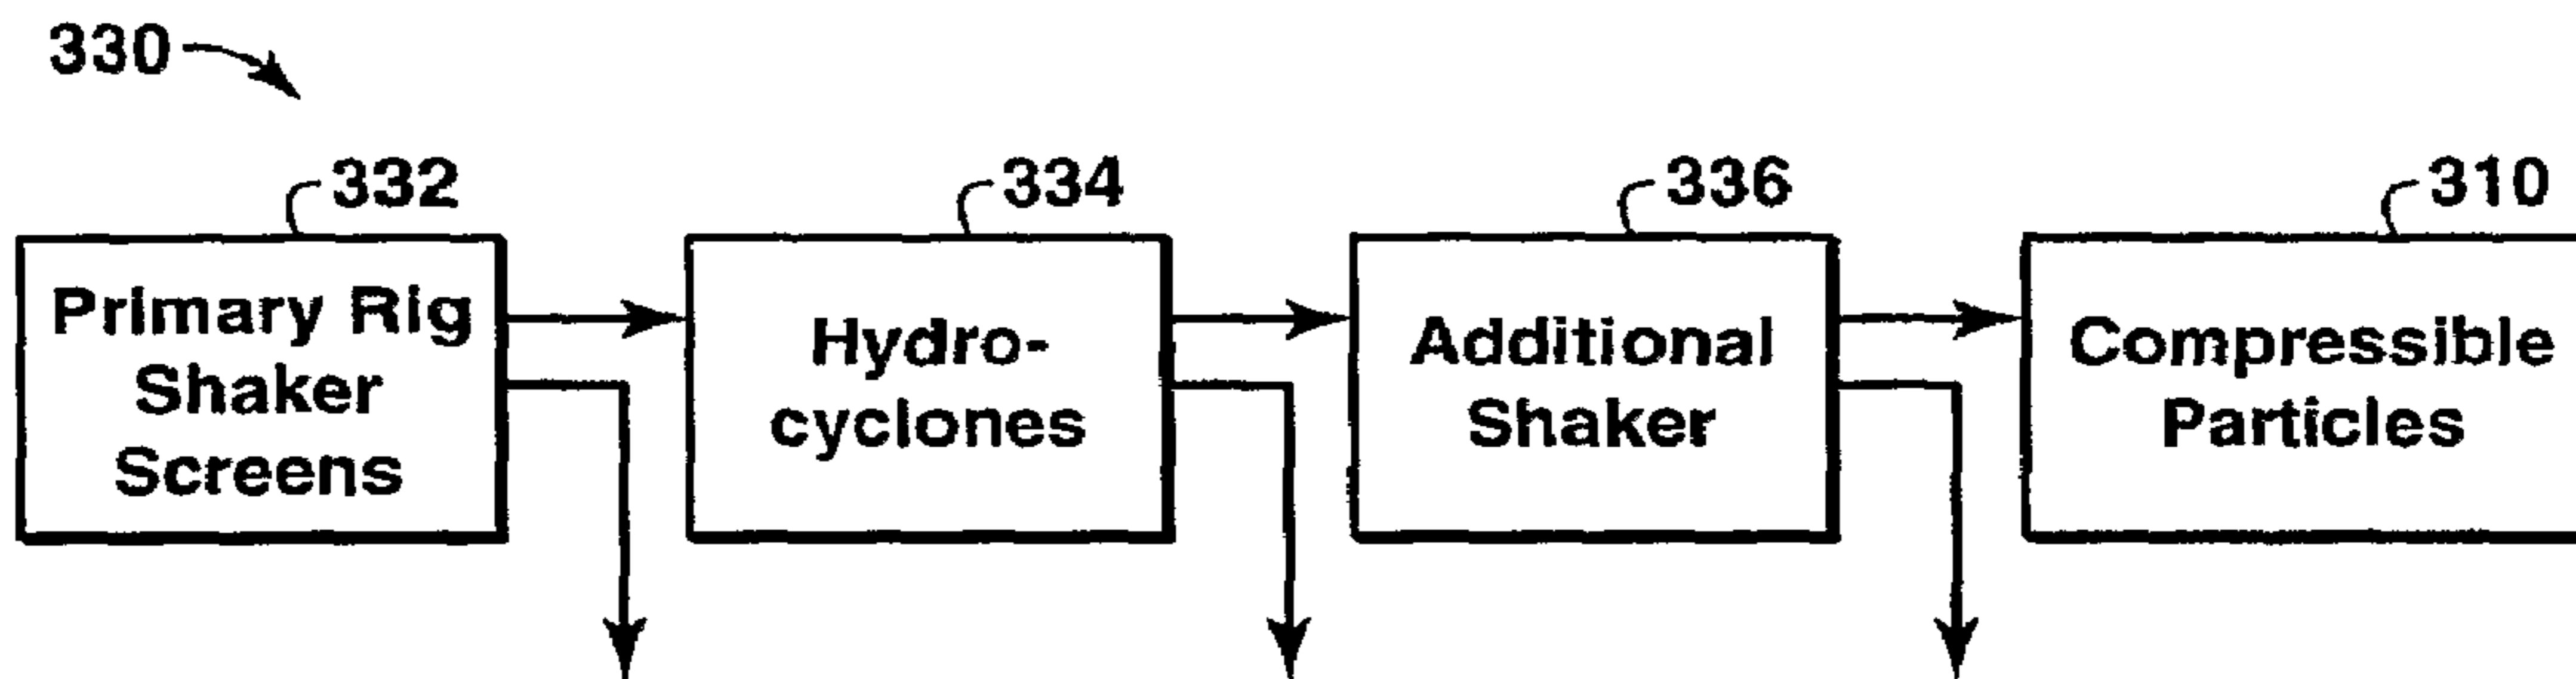 330
332
334
336
310
Primary Rig
Shaker
Screens
Hydro-
cyclones
Additional
Shaker
Compressible
Particles